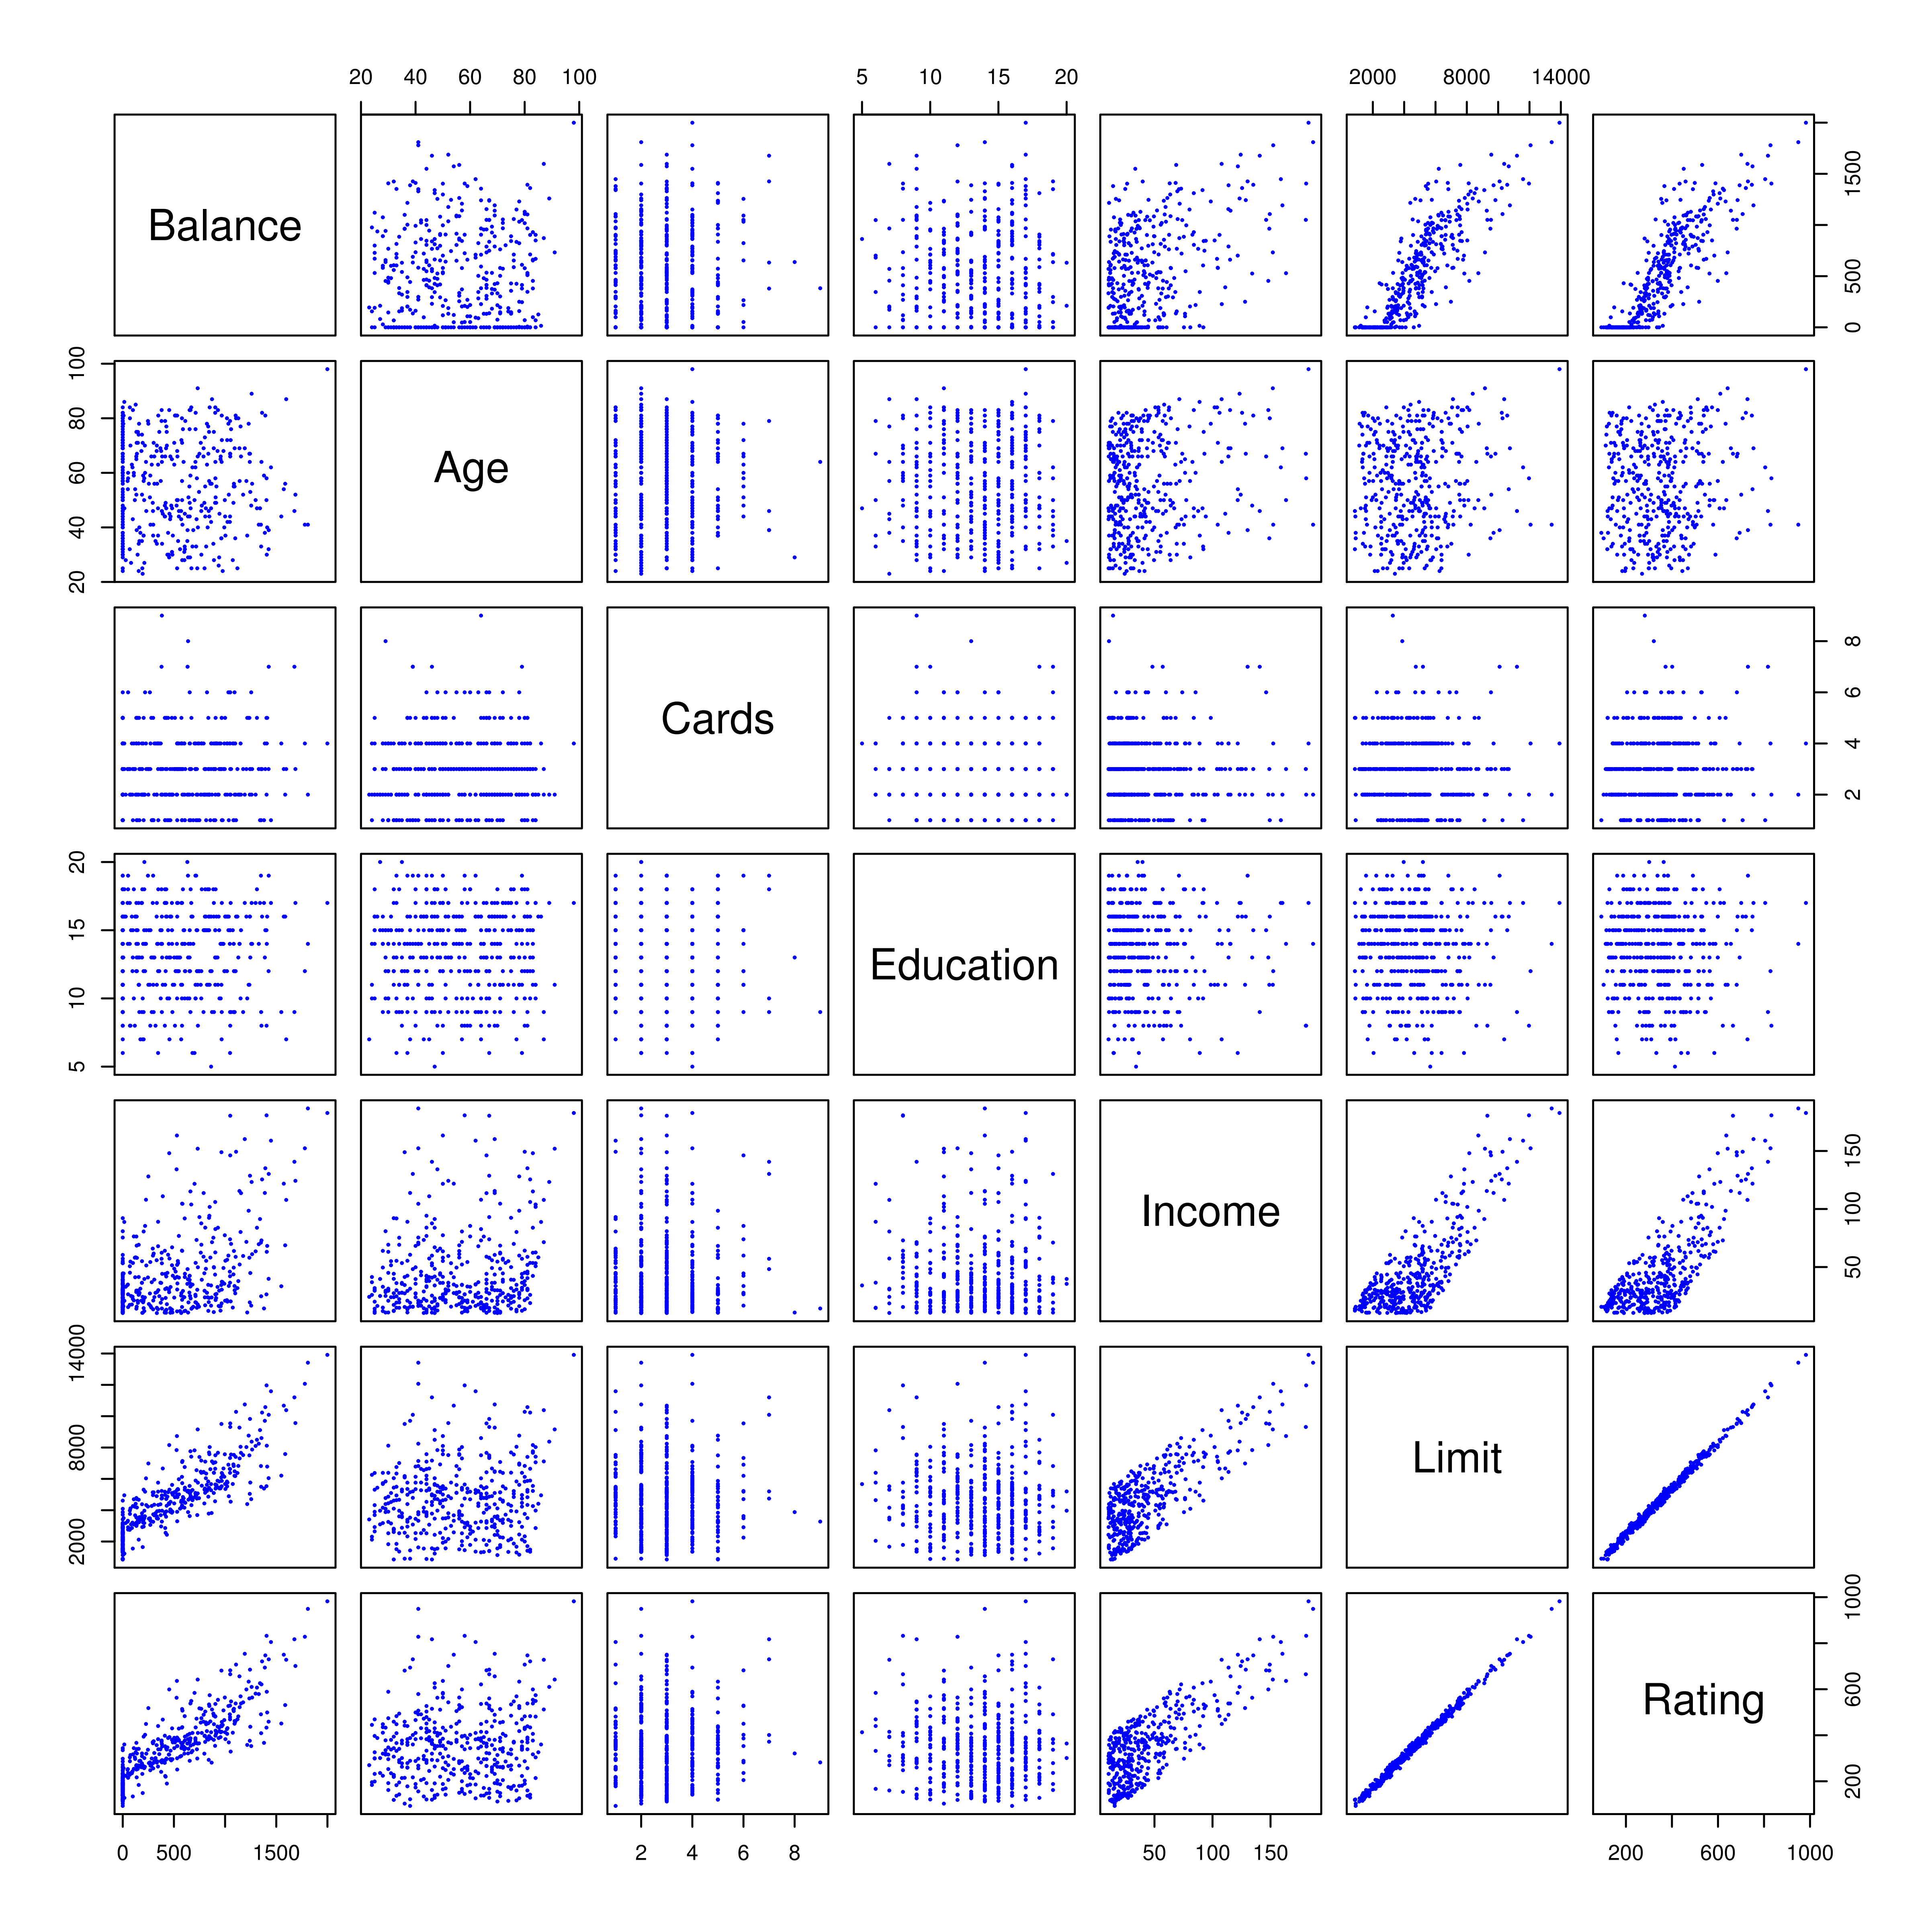 20 40 60 80 100 5 10 15 20 2000 8000 14000
Balance
0 500 1500
20 40 60 80 100
Age
Cards
2 4 6 8
5 10 15 20
Education
Income
50 100 150
2000 8000 14000
Limit
Rating
200 600 1000
0 500 1500 2 4 6 8 50 100 150 200 600 1000